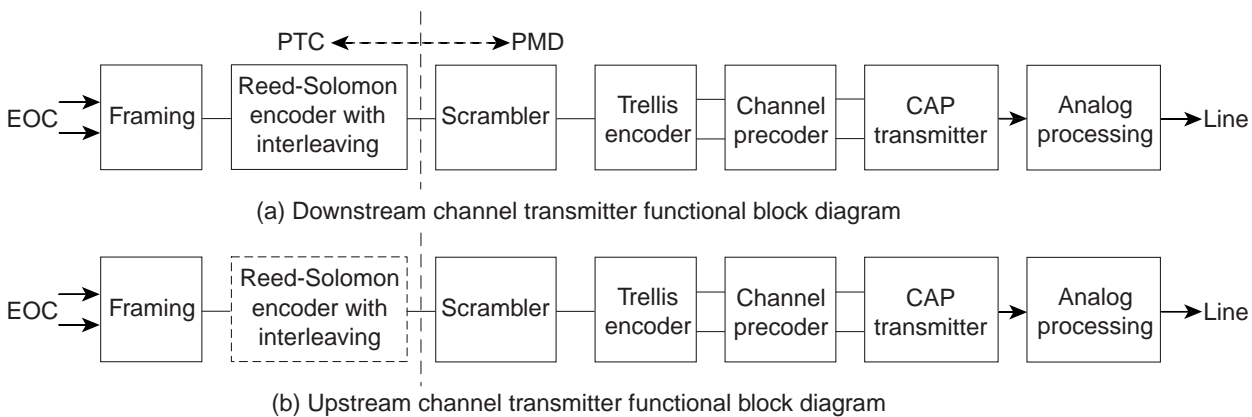 PTC
PMD
EOC
Framing
Reed-Solomon
encoder with
interleaving
Scrambler
Trellis
encoder
Channel
precoder
CAP
transmitter
Analog
processing
Line
(a) Downstream channel transmitter functional block diagram
EOC
Framing
Reed-Solomon
encoder with
interleaving
Scrambler
Trellis
encoder
Channel
precoder
CAP
transmitter
Analog
processing
Line
(b) Upstream channel transmitter functional block diagram